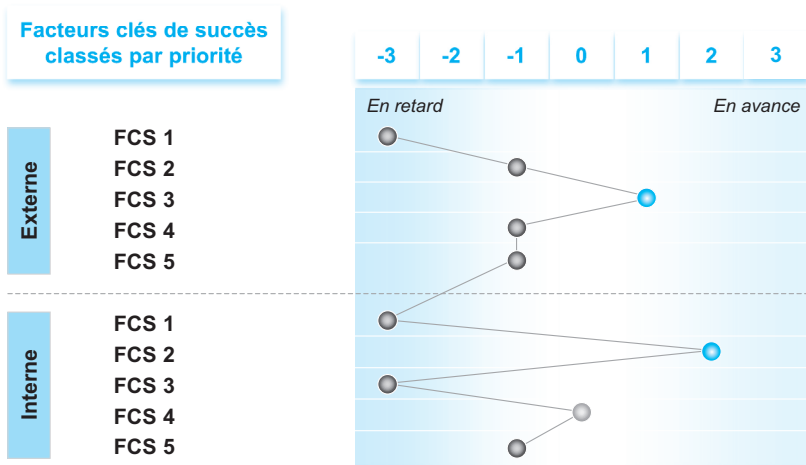 Facteurs clés de succès
classés par priorité
-3 -2 -1 0 1 2 3
En retard En avance
Externe
FCS 1
FCS 2
FCS 3
FCS 4
FCS 5
Interne
FCS 1
FCS 2
FCS 3
FCS 4
FCS 5